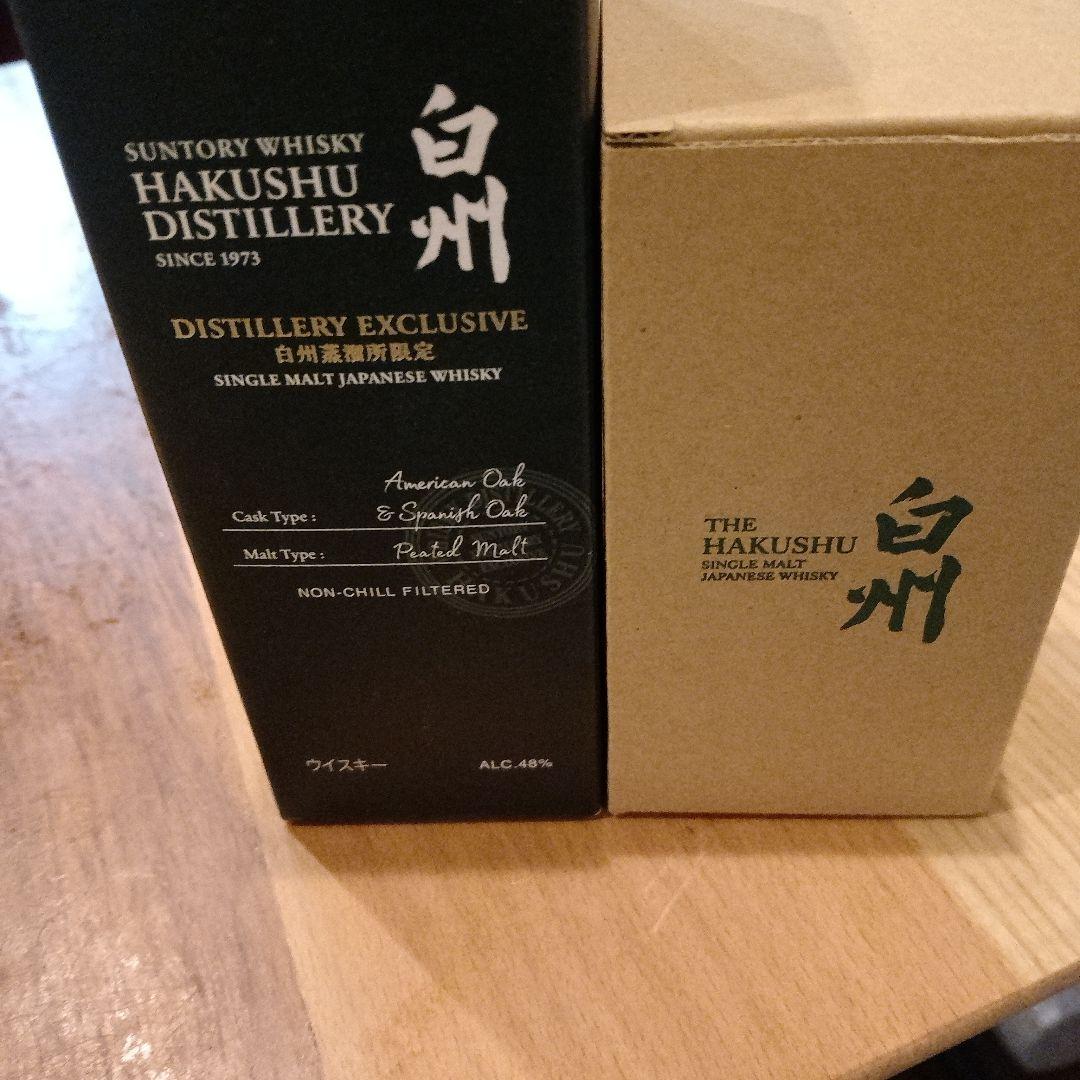 SUNTORY WHISKY
HAKUSHU
DISTILLERY
SINCE 1973
白州
DISTILLERY EXCLUSIVE
白州蒸溜所限定
SINGLE MALT JAPANESE WHISKY
American Oak
Cask Type : & Spanish Oak
Malt Type : Peated Malt
NON-CHILL FILTERED
ウイスキー ALC.48%
THE
HAKUSHU
SINGLE MALT
JAPANESE WHISKY
白州